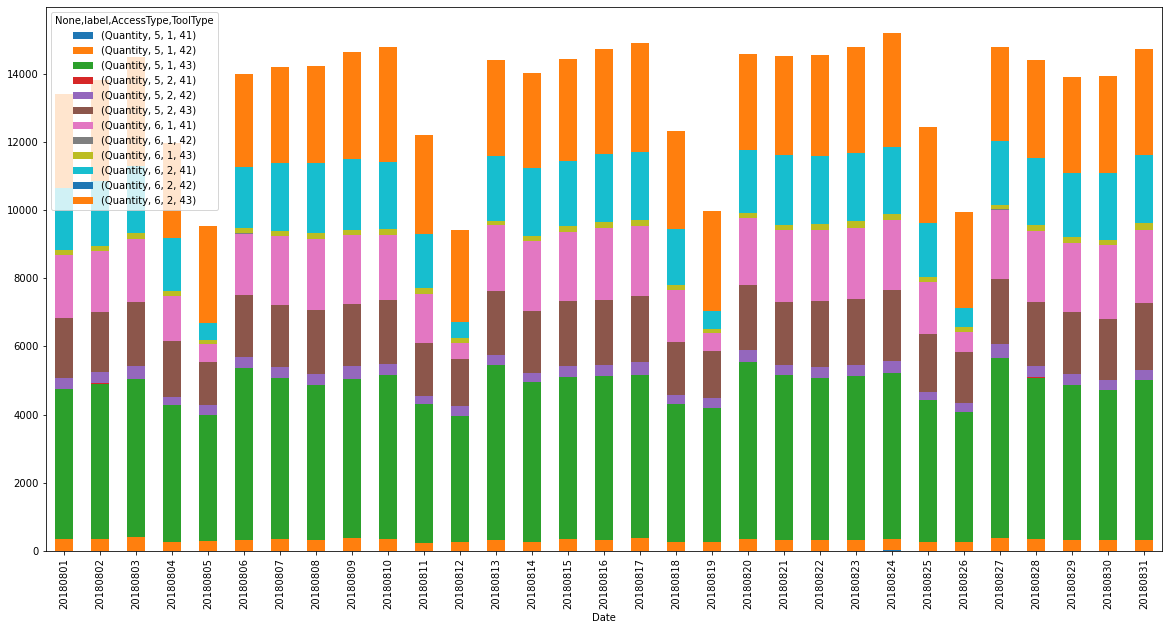 None,label,AccessType,ToolType
(Quantity, 5, 1, 41)
(Quantity, 5, 1, 42)
(Quantity, 5, 1, 43)
(Quantity, 5, 2, 41)
(Quantity, 5, 2, 42)
(Quantity, 5, 2, 43)
(Quantity, 6, 1, 41)
(Quantity, 6, 1, 42)
(Quantity, 6, 1, 43)
(Quantity, 6, 2, 41)
(Quantity, 6, 2, 42)
(Quantity, 6, 2, 43)
14000
12000
10000
8000
6000
4000
2000
0
20180801
20180802
20180803
20180804
20180805
20180806
20180807
20180808
20180809
20180810
20180811
20180812
20180813
20180814
20180815
20180816
20180817
20180818
20180819
20180820
20180821
20180822
20180823
20180824
20180825
20180826
20180827
20180828
20180829
20180830
20180831
Date